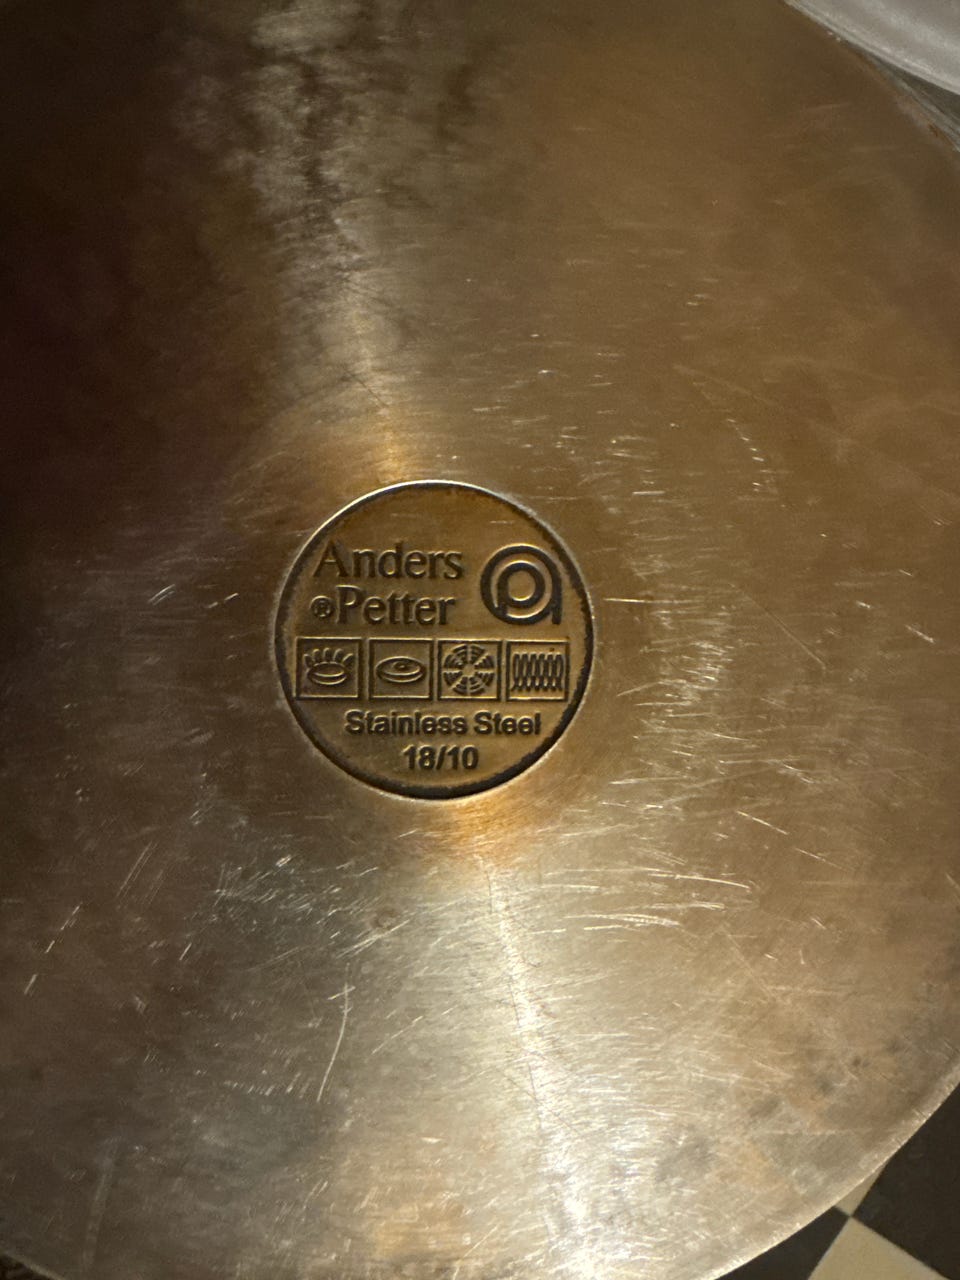 Anders
®Petter
Stainless Steel
18/10